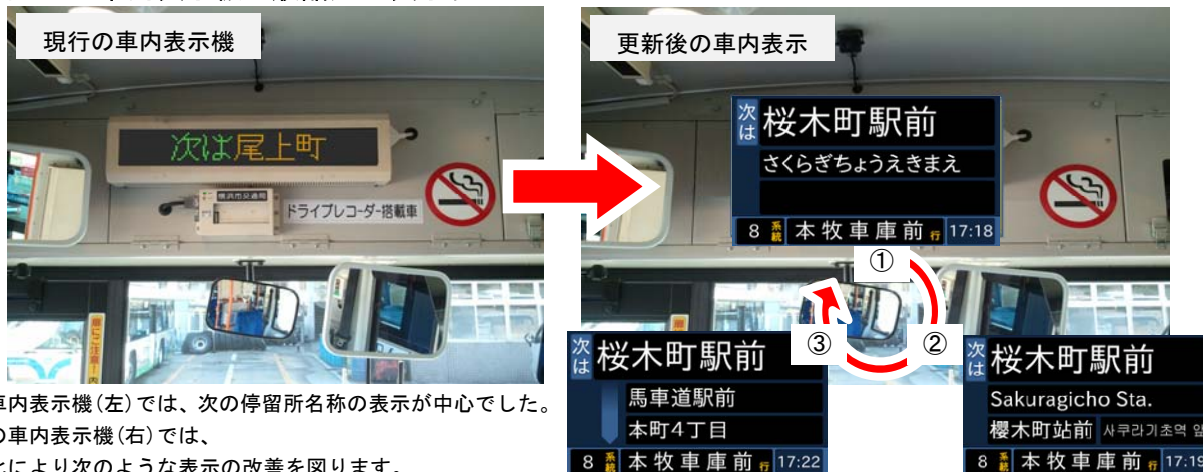 現行の車内表示機
次は尾上町
横浜市交通局
ドライブレコーダー搭載車
更新後の車内表示
次は
桜木町駅前
さくらぎちょうえきまえ
8 系統 本牧車庫前 行 17:18
①
②
③
次は
桜木町駅前
馬車道駅前
本町4丁目
8 系統 本牧車庫前 行 17:22
次は
桜木町駅前
Sakuragicho Sta.
櫻木町站前 사쿠라기초역 앞
8 系統 本牧車庫前 行 17:19
車内表示機(左)では、次の停留所名称の表示が中心でした。
の車内表示機(右)では、
とにより次のような表示の改善を図ります。